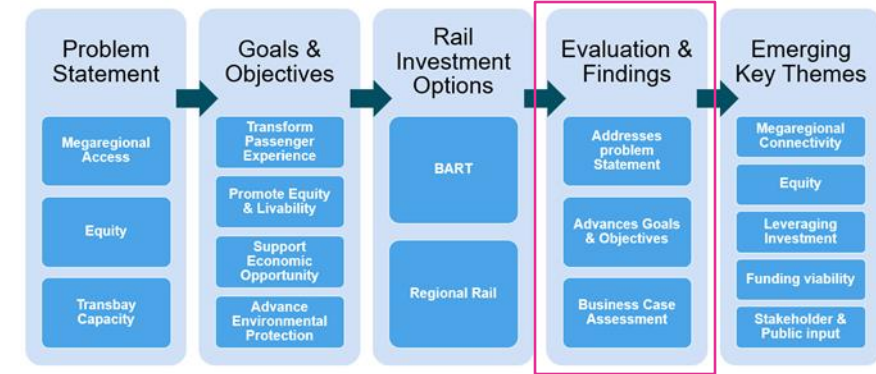 Problem
Statement
Megaregional
Access
Equity
Transbay
Capacity
Goals &
Objectives
Transform
Passenger
Experience
Promote Equity
& Livability
Support
Economic
Opportunity
Advance
Environmental
Protection
Rail
Investment
Options
BART
Regional Rail
Evaluation &
Findings
Addresses
problem
Statement
Advances Goals
& Objectives
Business Case
Assessment
Emerging
Key Themes
Megaregional
Connectivity
Equity
Leveraging
Investment
Funding viability
Stakeholder &
Public input